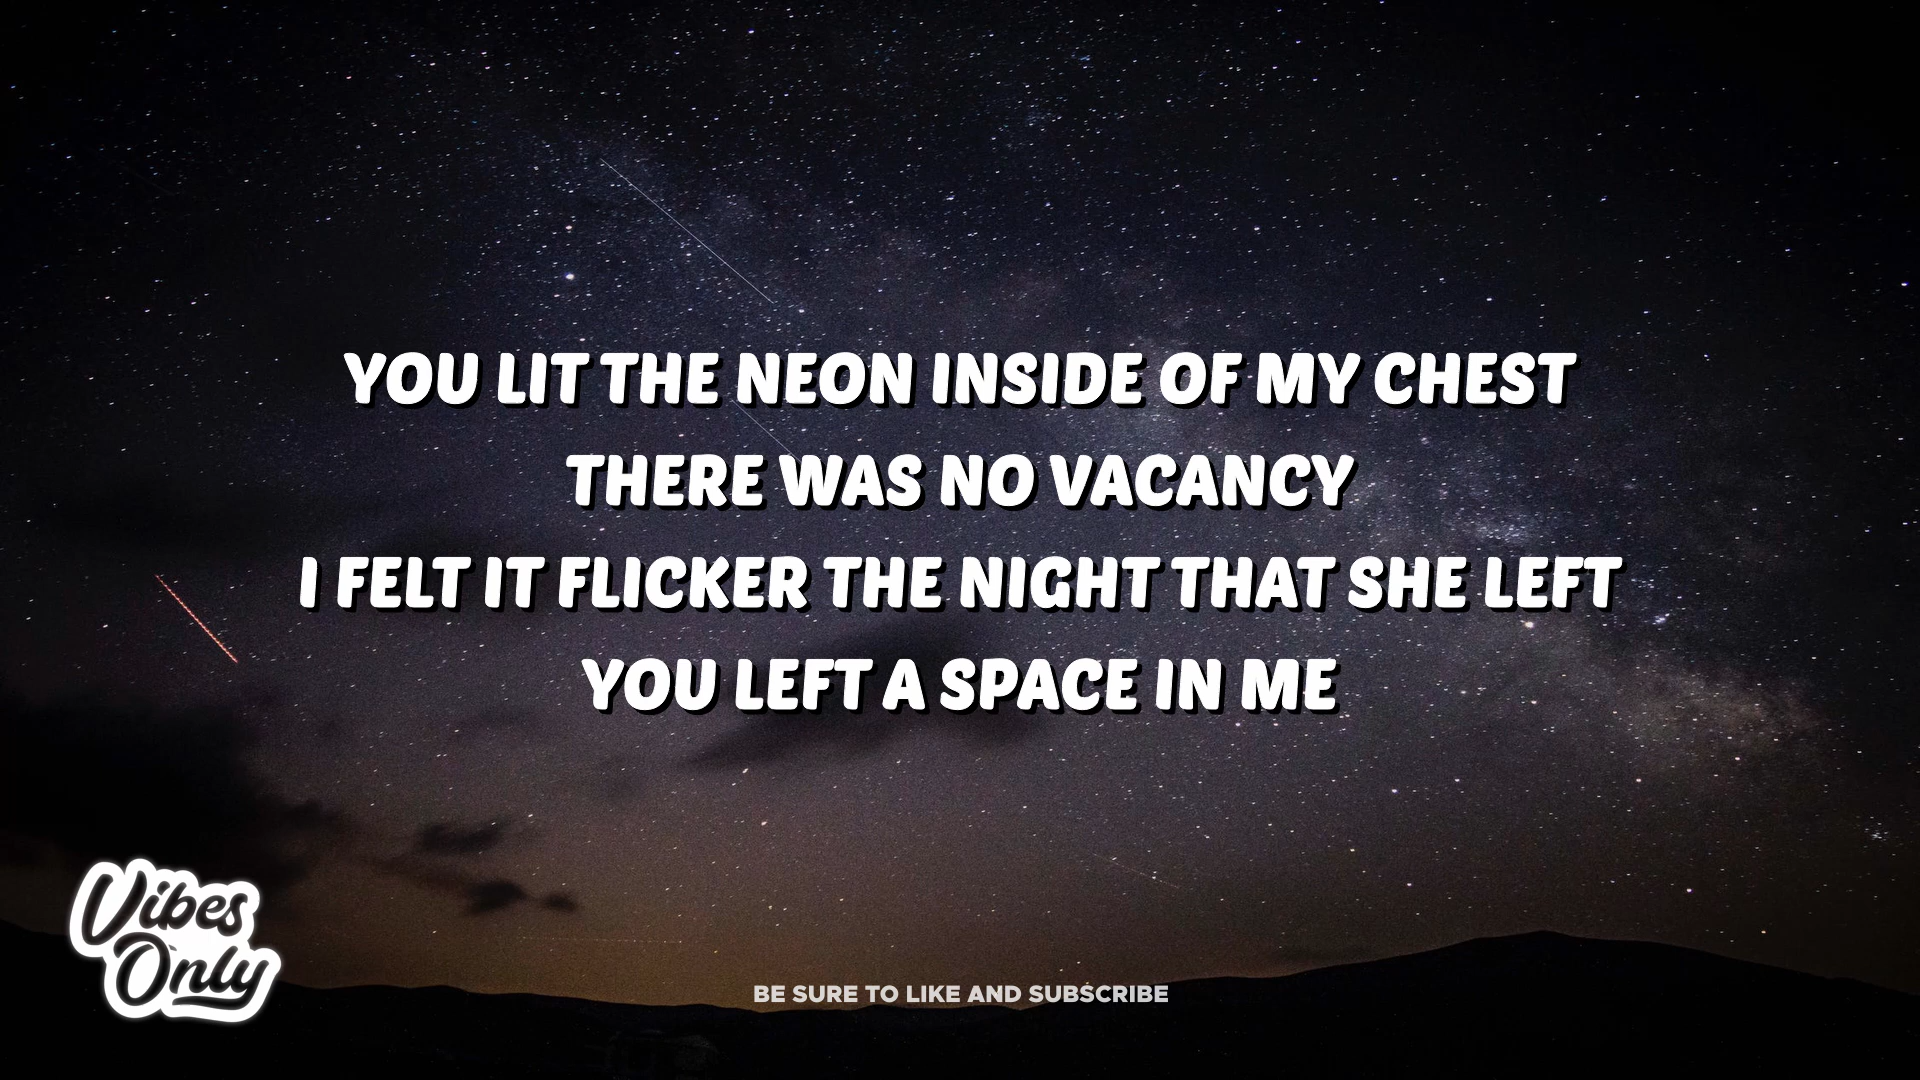 YOU LIT THE NEON INSIDE OF MY CHEST
THERE WAS NO VACANCY
I FELT IT FLICKER THE NIGHT THAT SHE LEFT
YOU LEFT A SPACE IN ME
Vibes
Only
BE SURE TO LIKE AND SUBSCRIBE